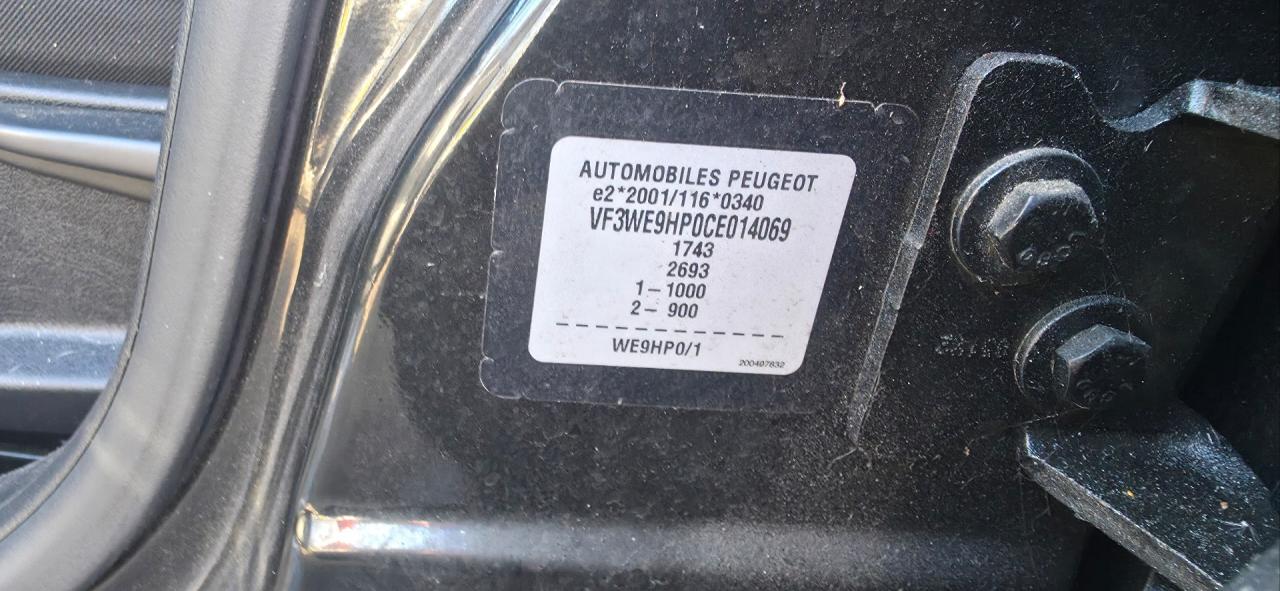 AUTOMOBILES PEUGEOT
e2*2001/116*0340
VF3WE9HP0CE014069
1743
2693
1– 1000
2– 900
WE9HP0/1
200407832